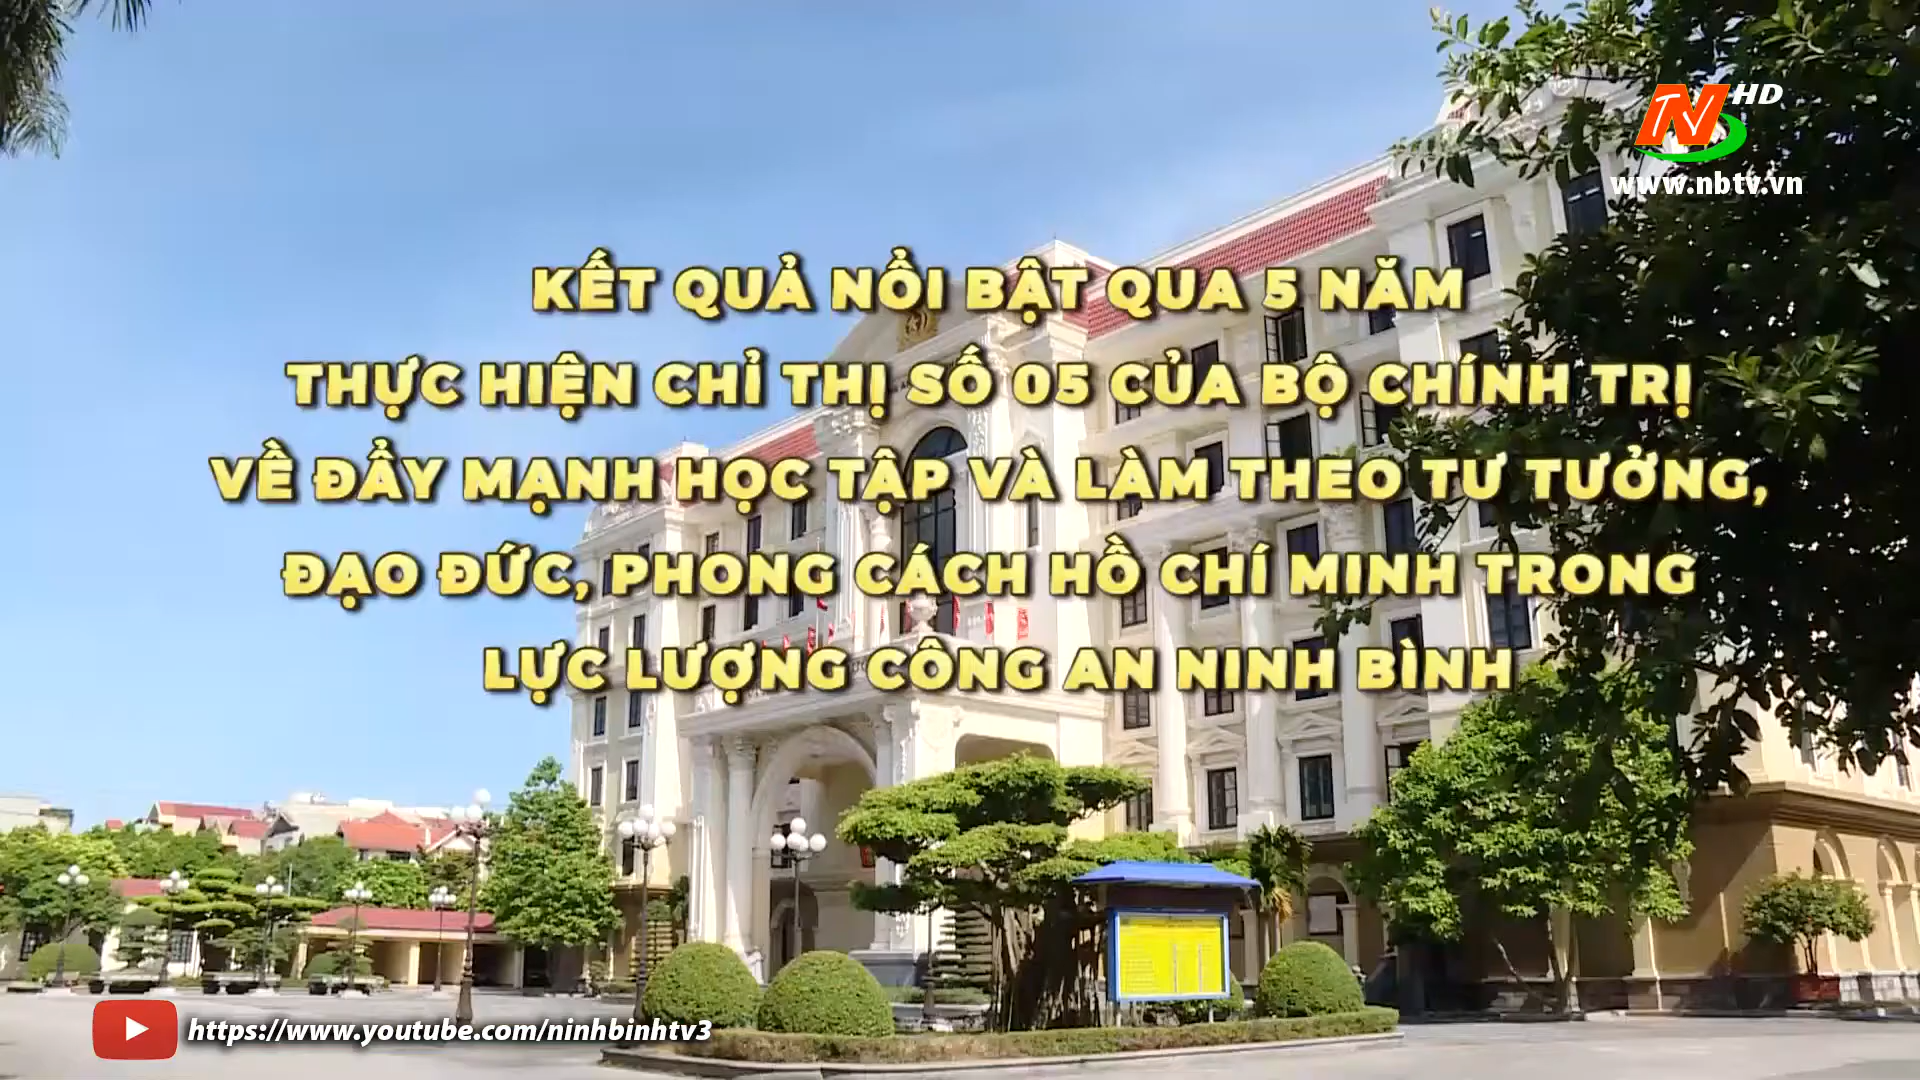 HD
TV
N
www.nbtv.vn
KẾT QUẢ NỔI BẬT QUA 5 NĂM
THỰC HIỆN CHỈ THỊ SỐ 05 CỦA BỘ CHÍNH TRỊ
VỀ ĐẨY MẠNH HỌC TẬP VÀ LÀM THEO TƯ TƯỞNG,
ĐẠO ĐỨC, PHONG CÁCH HỒ CHÍ MINH TRONG
LỰC LƯỢNG CÔNG AN NINH BÌNH
https://www.youtube.com/ninhbinhtv3